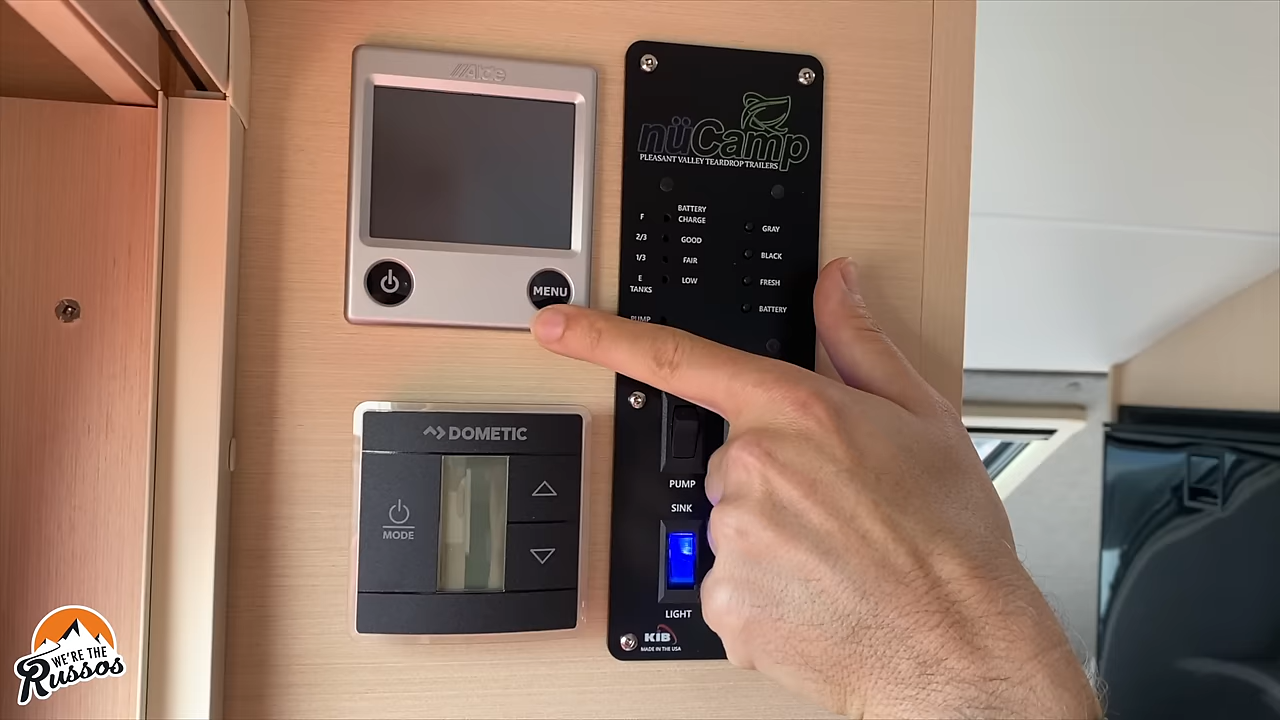 Alde
MENU
nüCamp
PLEASANT VALLEY TEARDROP TRAILERS
BATTERY
F CHARGE
GRAY
2/3 GOOD
BLACK
1/3 FAIR
FRESH
E LOW
TANKS
BATTERY
PUMP
DOMETIC
MODE
PUMP
SINK
LIGHT
KIB
MADE IN THE USA
WE'RE THE
RUSSOS